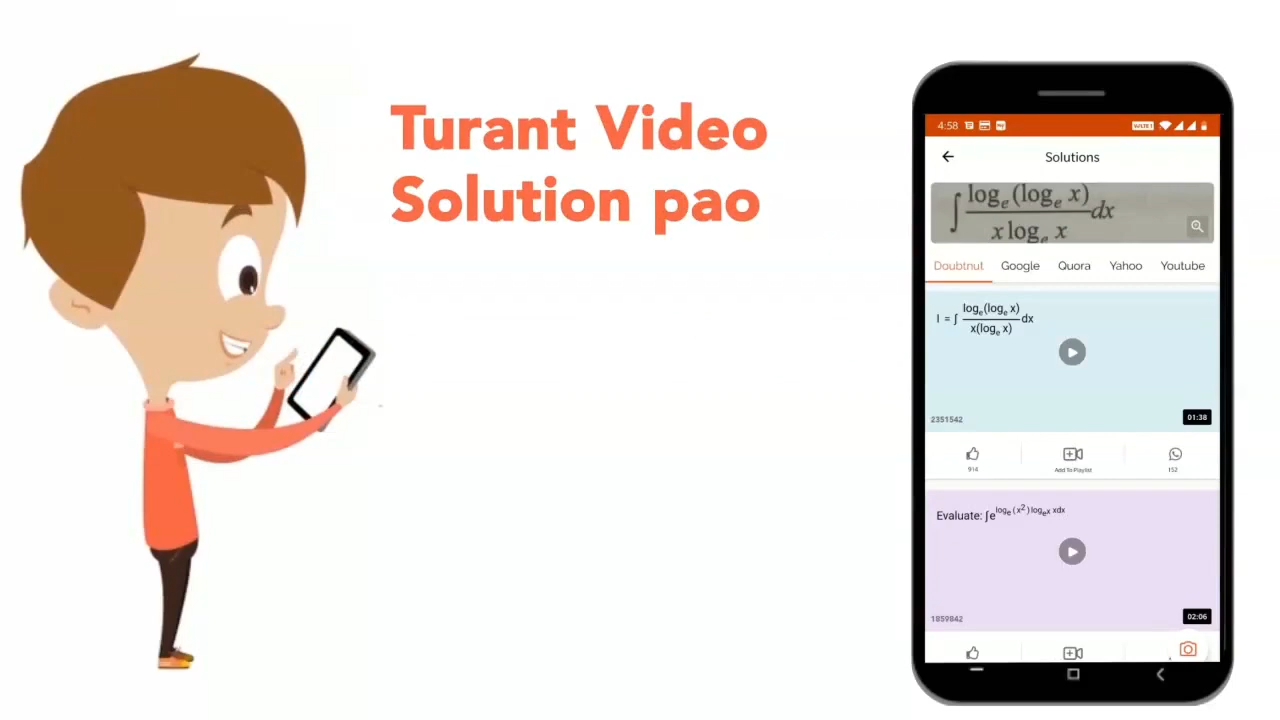 Turant Video
Solution pao
4:58
VoLTE1
Solutions
∫ logₑ(logₑ x) / x logₑ x dx
Doubtnut Google Quora Yahoo Youtube
I = ∫ logₑ(logₑ x) / x(logₑ x) dx
2351542 01:38
914 Add To Playlist 152
Evaluate: ∫e^logₑ(x²)logₑx xdx
1859842 02:06